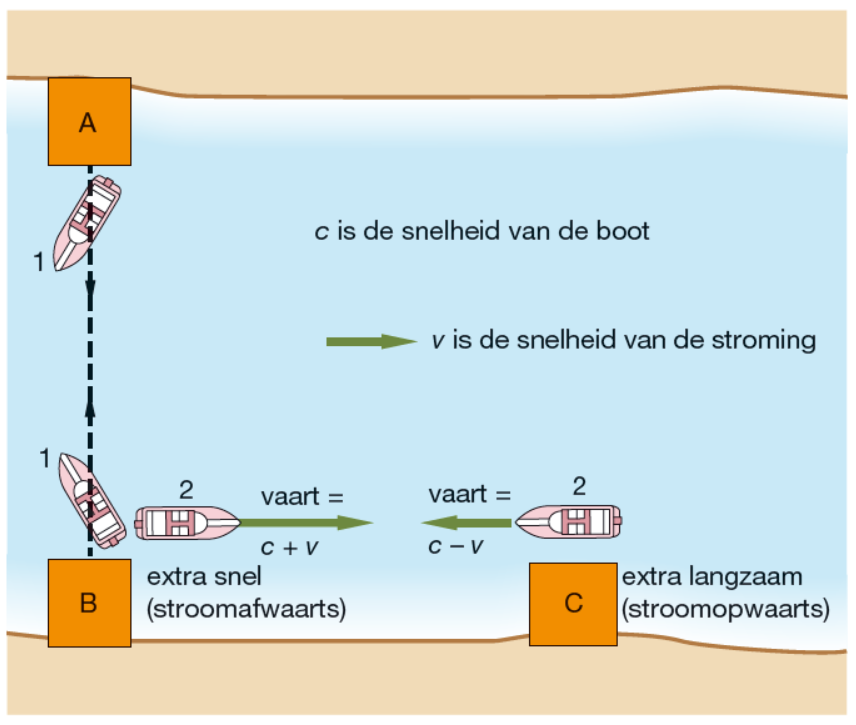 A
c is de snelheid van de boot
1
v is de snelheid van de stroming
1
2
vaart =
vaart =
2
c + v
c – v
B
extra snel
(stroomafwaarts)
C
extra langzaam
(stroomopwaarts)